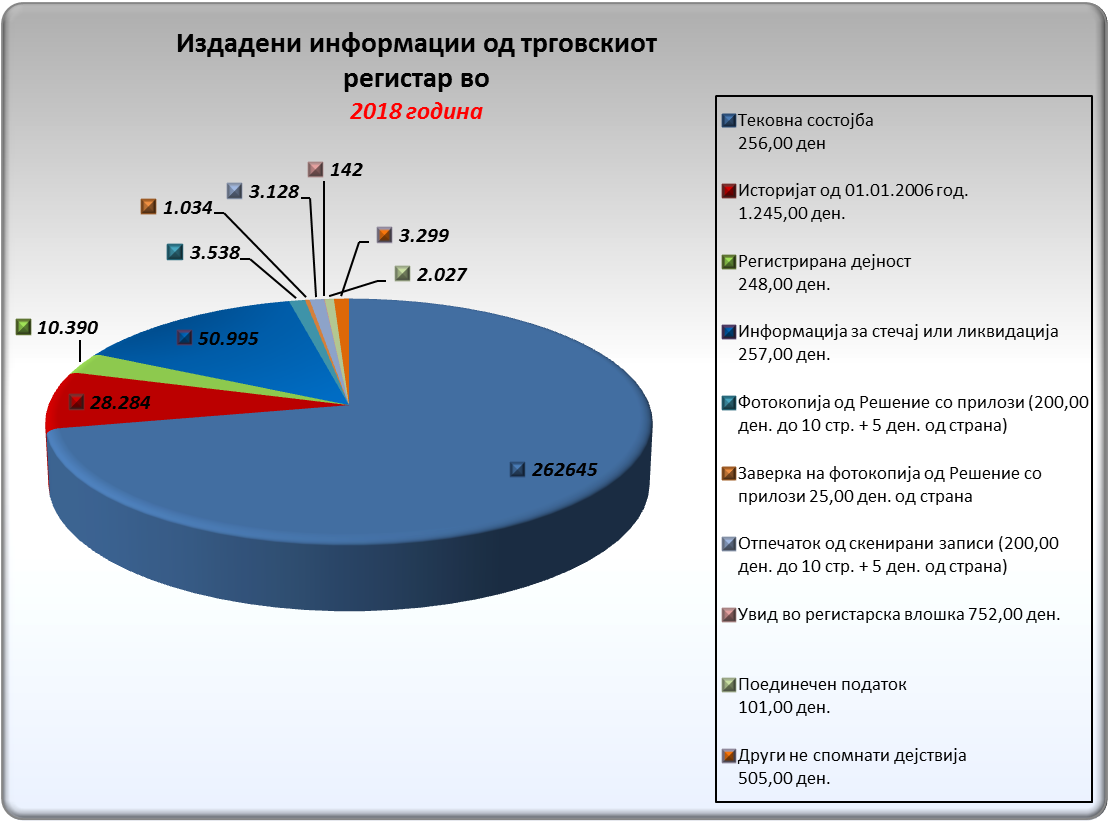 Издадени информации од трговскиот
регистар во
2018 година
142
3.128
1.034
3.299
3.538
2.027
10.390
50.995
28.284
262645
Тековна состојба
256,00 ден
Историјат од 01.01.2006 год.
1.245,00 ден.
Регистрирана дејност
248,00 ден.
Информација за стечај или ликвидација
257,00 ден.
Фотокопија од Решение со прилози (200,00
ден. до 10 стр. + 5 ден. од страна)
Заверка на фотокопија од Решение со
прилози 25,00 ден. од страна
Отпечаток од скенирани записи (200,00
ден. до 10 стр. + 5 ден. од страна)
Увид во регистарска влошка 752,00 ден.
Поединечен податок
101,00 ден.
Други не спомнати дејствија
505,00 ден.